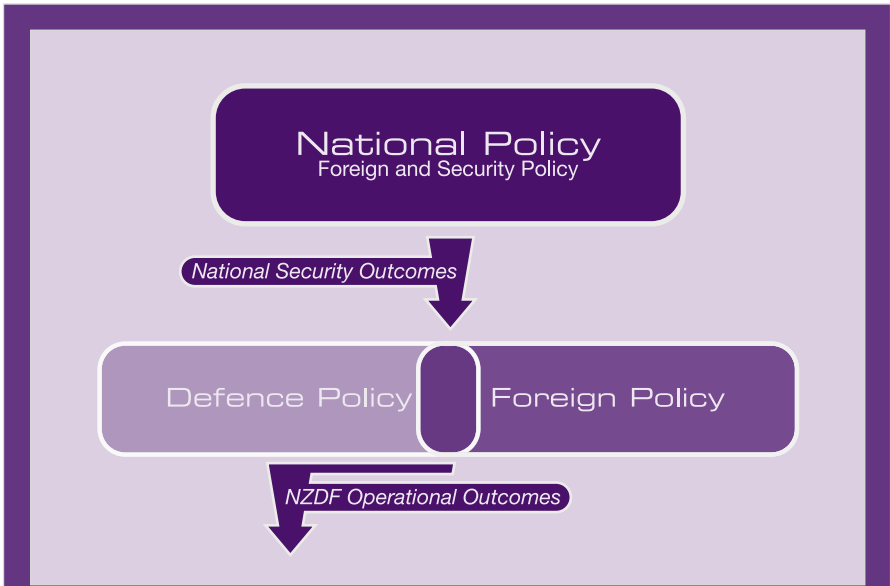 National Policy
Foreign and Security Policy
National Security Outcomes
Defence Policy
Foreign Policy
NZDF Operational Outcomes